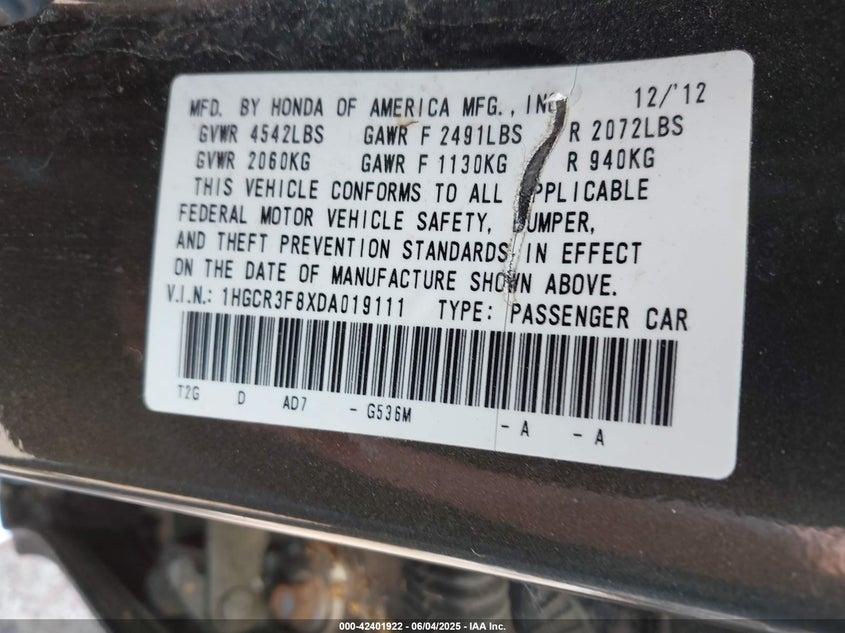 MFD. BY HONDA OF AMERICA MFG., INC 12/'12
GVWR 4542LBS GAWR F 2491LBS R 2072LBS
GVWR 2060KG GAWR F 1130KG R 940KG
THIS VEHICLE CONFORMS TO ALL APPLICABLE
FEDERAL MOTOR VEHICLE SAFETY, BUMPER,
AND THEFT PREVENTION STANDARDS IN EFFECT
ON THE DATE OF MANUFACTURE SHOWN ABOVE.
V.I.N.: 1HGCR3F8XDA019111 TYPE: PASSENGER CAR
T2G D AD7 - G536M - A - A
000-42401922 - 06/04/2025 - IAA Inc.